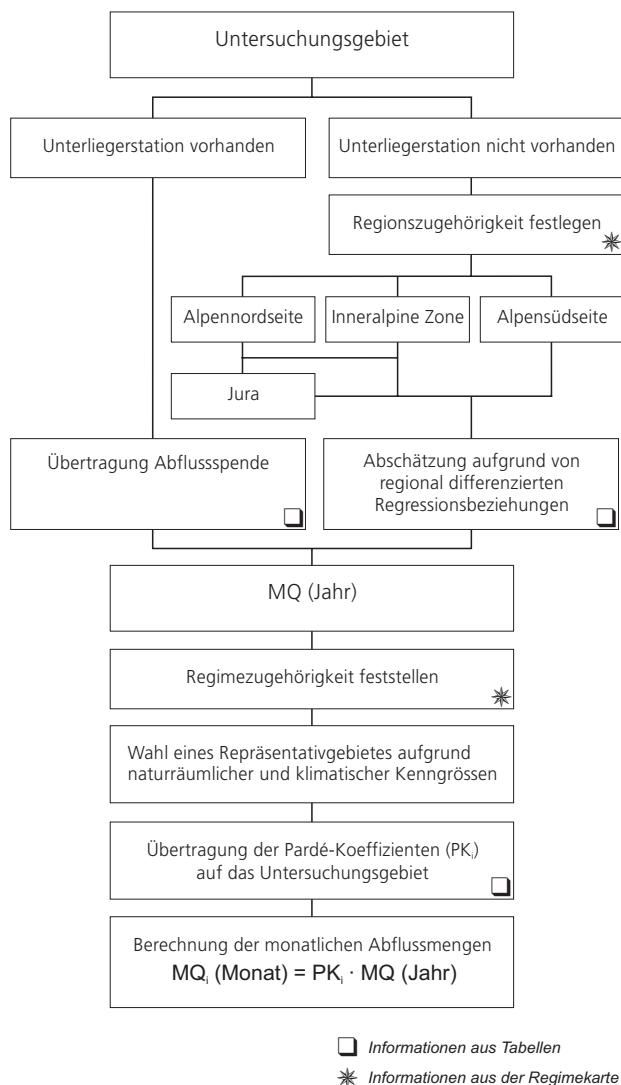 Untersuchungsgebiet
Unterliegerstation vorhanden
Unterliegerstation nicht vorhanden
Regionszugehörigkeit festlegen
Alpennordseite
Inneralpine Zone
Alpensüdseite
Jura
Übertragung Abflussspende
Abschätzung aufgrund von
regional differenzierten
Regressionsbeziehungen
MQ (Jahr)
Regimezugehörigkeit feststellen
Wahl eines Repräsentativgebietes aufgrund
naturräumlicher und klimatischer Kenngrössen
Übertragung der Pardé-Koeffizienten (PKᵢ)
auf das Untersuchungsgebiet
Berechnung der monatlichen Abflussmengen
MQᵢ (Monat) = PKᵢ · MQ (Jahr)
Informationen aus Tabellen
Informationen aus der Regimekarte